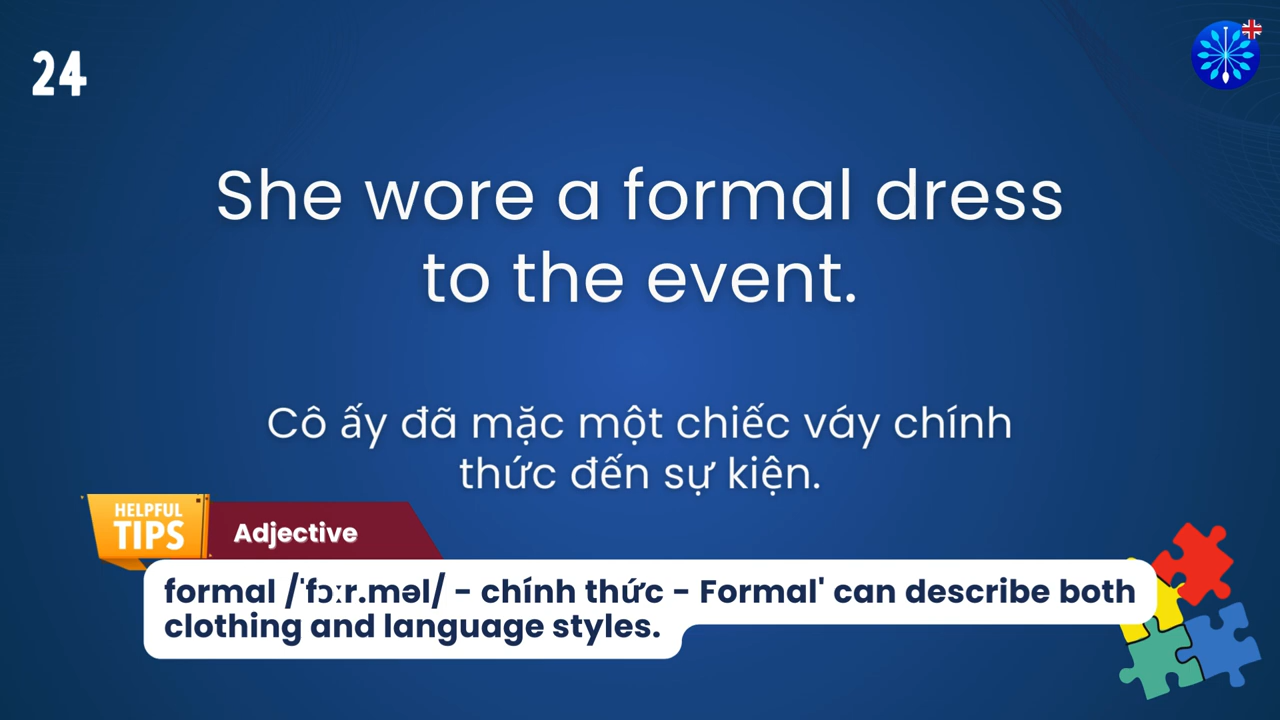 24
She wore a formal dress
to the event.
Cô ấy đã mặc một chiếc váy chính
thức đến sự kiện.
HELPFUL
TIPS
Adjective
formal /ˈfɔːr.məl/ - chính thức - Formal' can describe both
clothing and language styles.